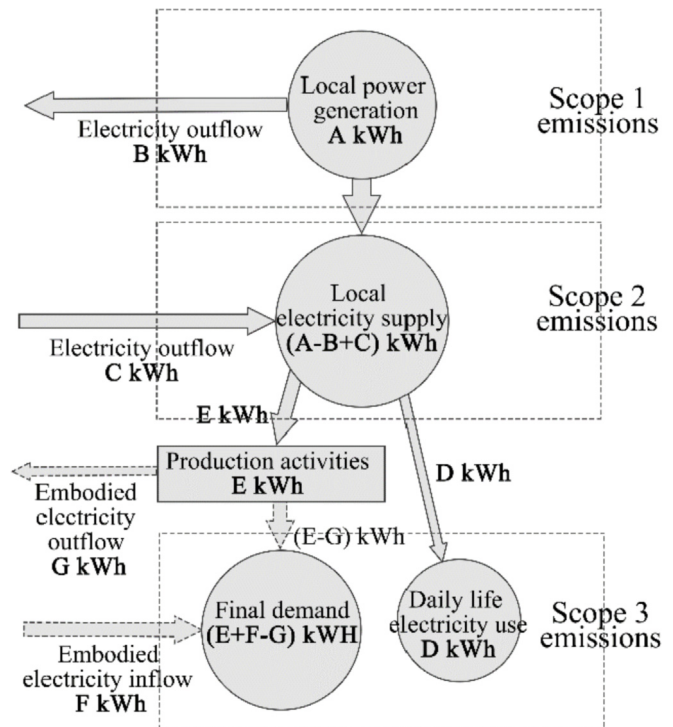 Local power
generation
A kWh
Scope 1
emissions
Electricity outflow
B kWh
Local
electricity supply
(A-B+C) kWh
Scope 2
emissions
Electricity outflow
C kWh
E kWh
Production activities
E kWh
D kWh
Embodied
electricity
outflow
G kWh
(E-G) kWh
Final demand
(E+F-G) kWH
Daily life
electricity use
D kWh
Scope 3
emissions
Embodied
electricity inflow
F kWh